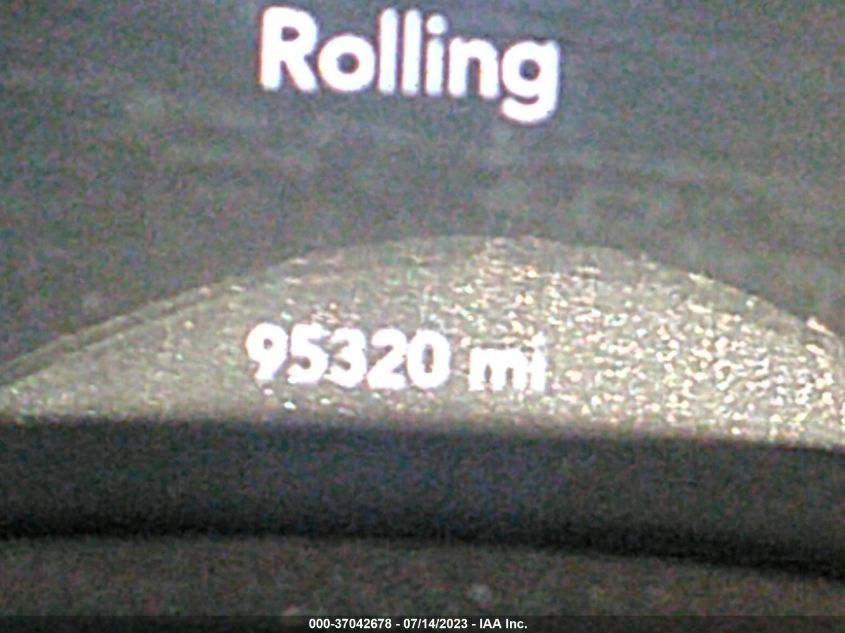 Rolling
95320 mi
000-37042678 - 07/14/2023 - IAA Inc.